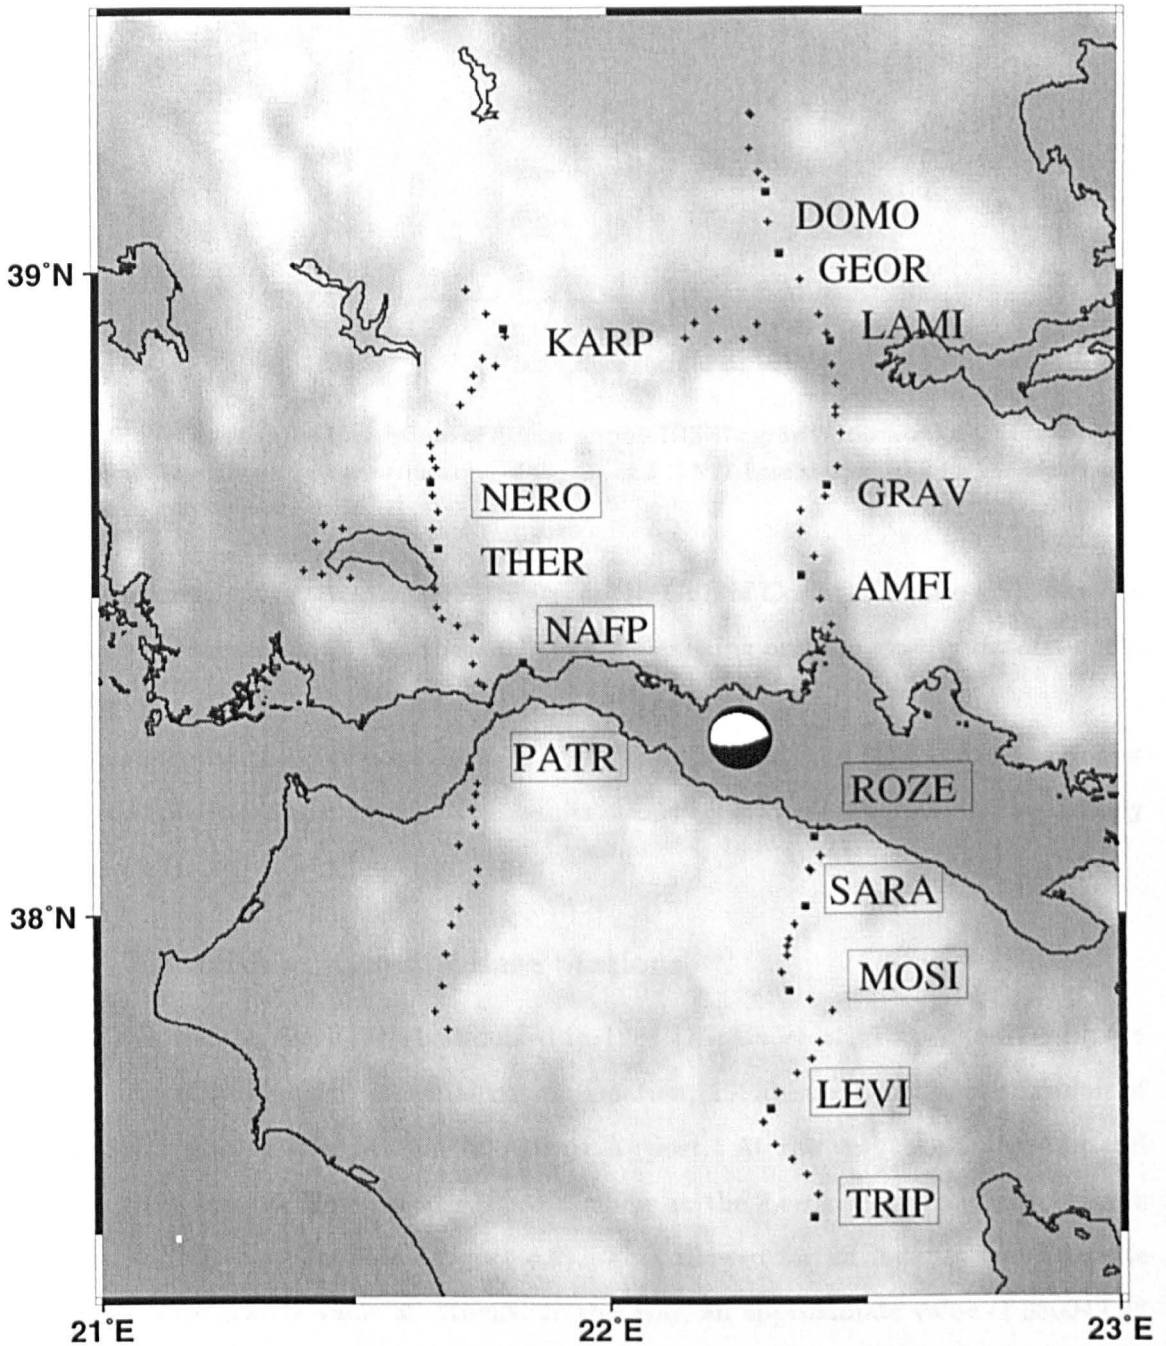 DOMO
39°N
GEOR
LAMI
KARP
GRAV
NERO
THER
AMFI
NAFP
PATR
ROZE
SARA
38°N
MOSI
LEVI
TRIP
21°E
22°E
23°E